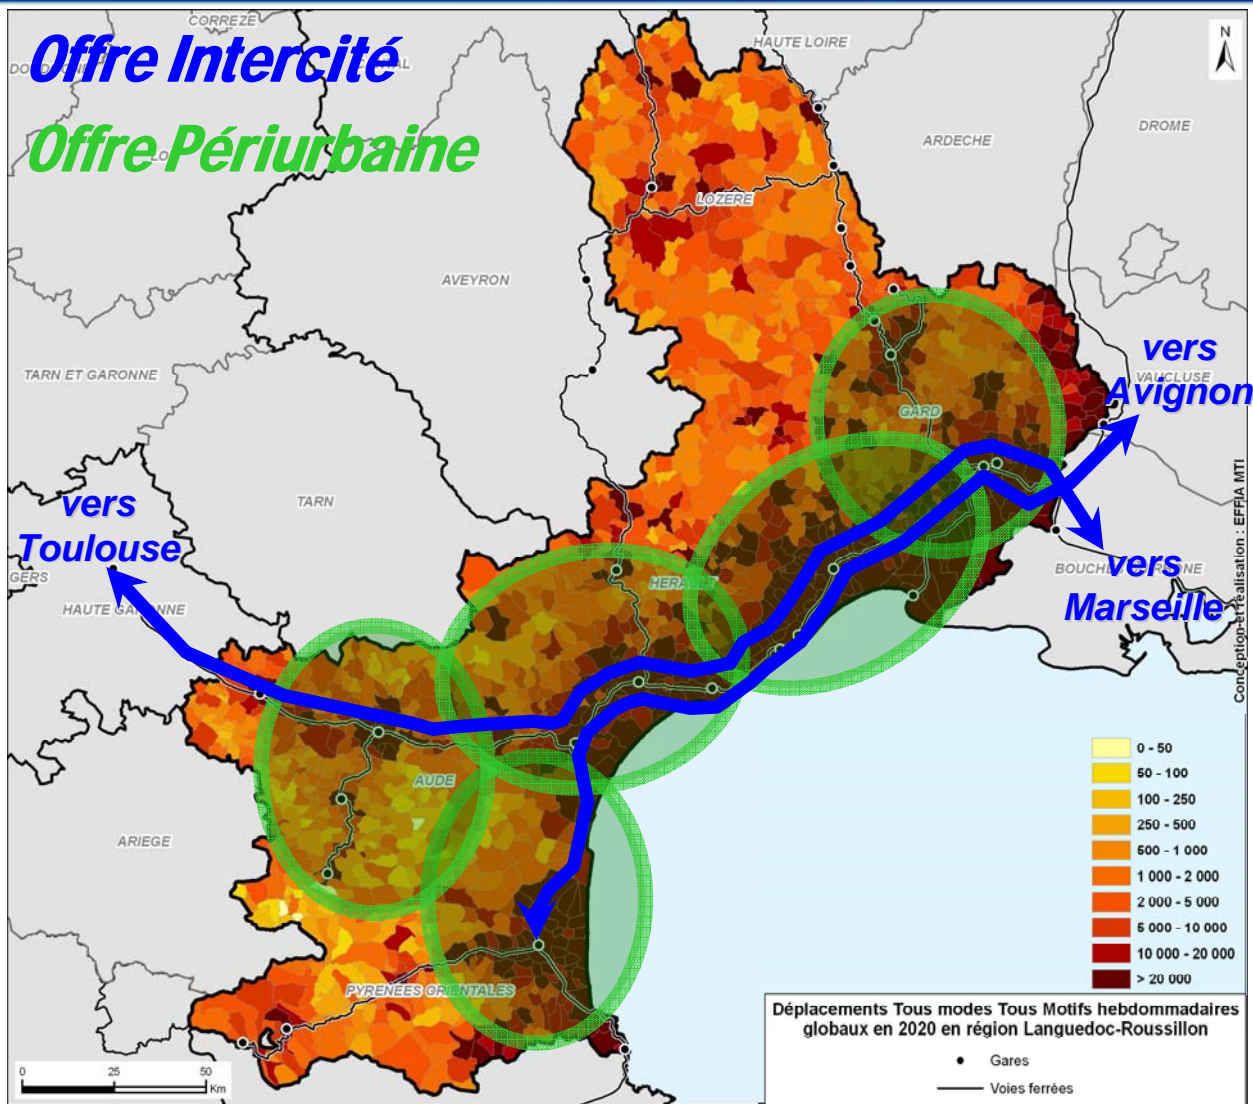 CORREZE
HAUTE LOIRE
N
Offre Intercité
Offre Périurbaine
ARDECHE
DROME
LOZERE
AVEYRON
TARN ET GARONNE
vers
Avignon
VAUCLUSE
GARD
TARN
vers
Toulouse
GERS
HAUTE GARONNE
HERAULT
vers
Marseille
Conception et réalisation : EFFIA MTI
AUDE
ARIEGE
PYRENEES ORIENTALES
0 - 50
50 - 100
100 - 250
250 - 500
500 - 1 000
1 000 - 2 000
2 000 - 5 000
5 000 - 10 000
10 000 - 20 000
> 20 000
Déplacements Tous modes Tous Motifs hebdommadaires
globaux en 2020 en région Languedoc-Roussillon
Gares
Voies ferrées
0 25 50
Km